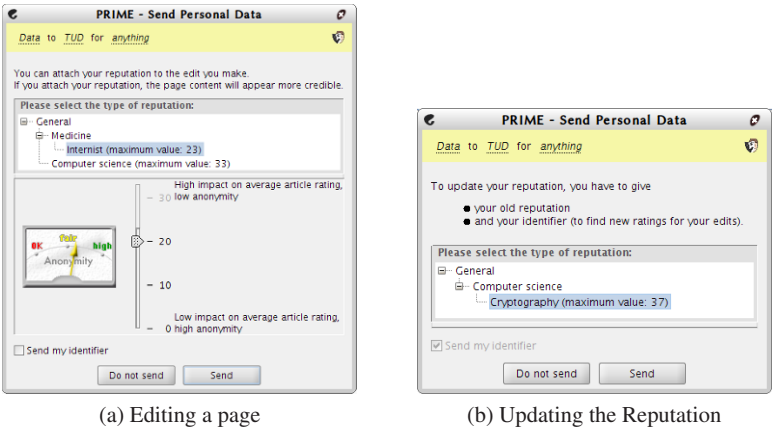 PRIME - Send Personal Data
Data to TUD for anything
You can attach your reputation to the edit you make.
If you attach your reputation, the page content will appear more credible.
Please select the type of reputation:
General
Medicine
Internist (maximum value: 23)
Computer science (maximum value: 33)
High impact on average article rating,
30 low anonymity
OK fair high
Anonymity
20
10
Low impact on average article rating,
0 high anonymity
Send my identifier
Do not send Send
(a) Editing a page
PRIME - Send Personal Data
Data to TUD for anything
To update your reputation, you have to give
● your old reputation
● and your identifier (to find new ratings for your edits).
Please select the type of reputation:
General
Computer science
Cryptography (maximum value: 37)
Send my identifier
Do not send Send
(b) Updating the Reputation